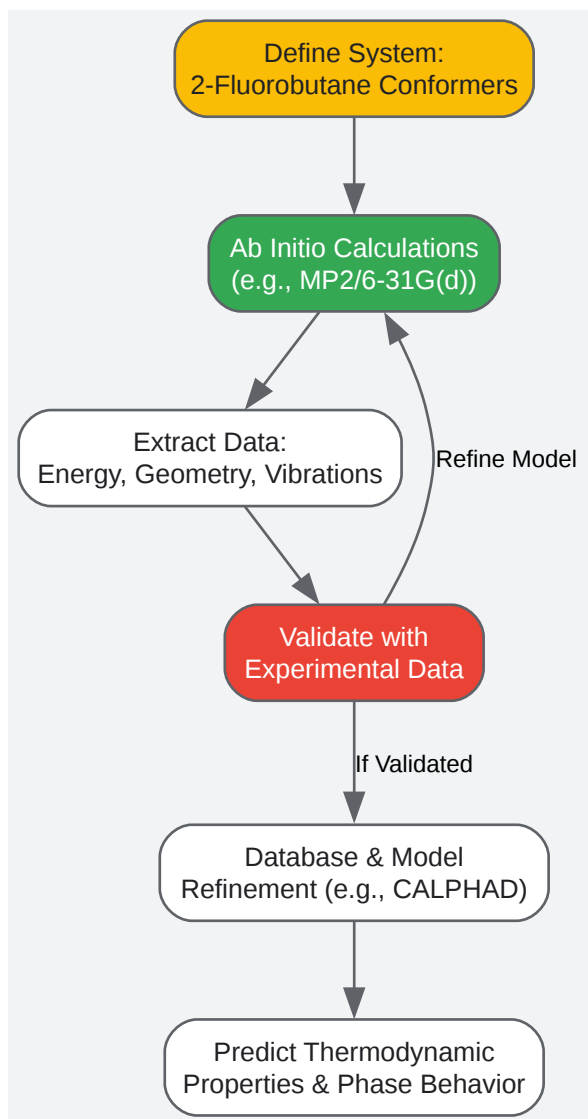 Define System:
2-Fluorobutane Conformers
Ab Initio Calculations
(e.g., MP2/6-31G(d))
Extract Data:
Energy, Geometry, Vibrations
Refine Model
Validate with
Experimental Data
If Validated
Database & Model
Refinement (e.g., CALPHAD)
Predict Thermodynamic
Properties & Phase Behavior